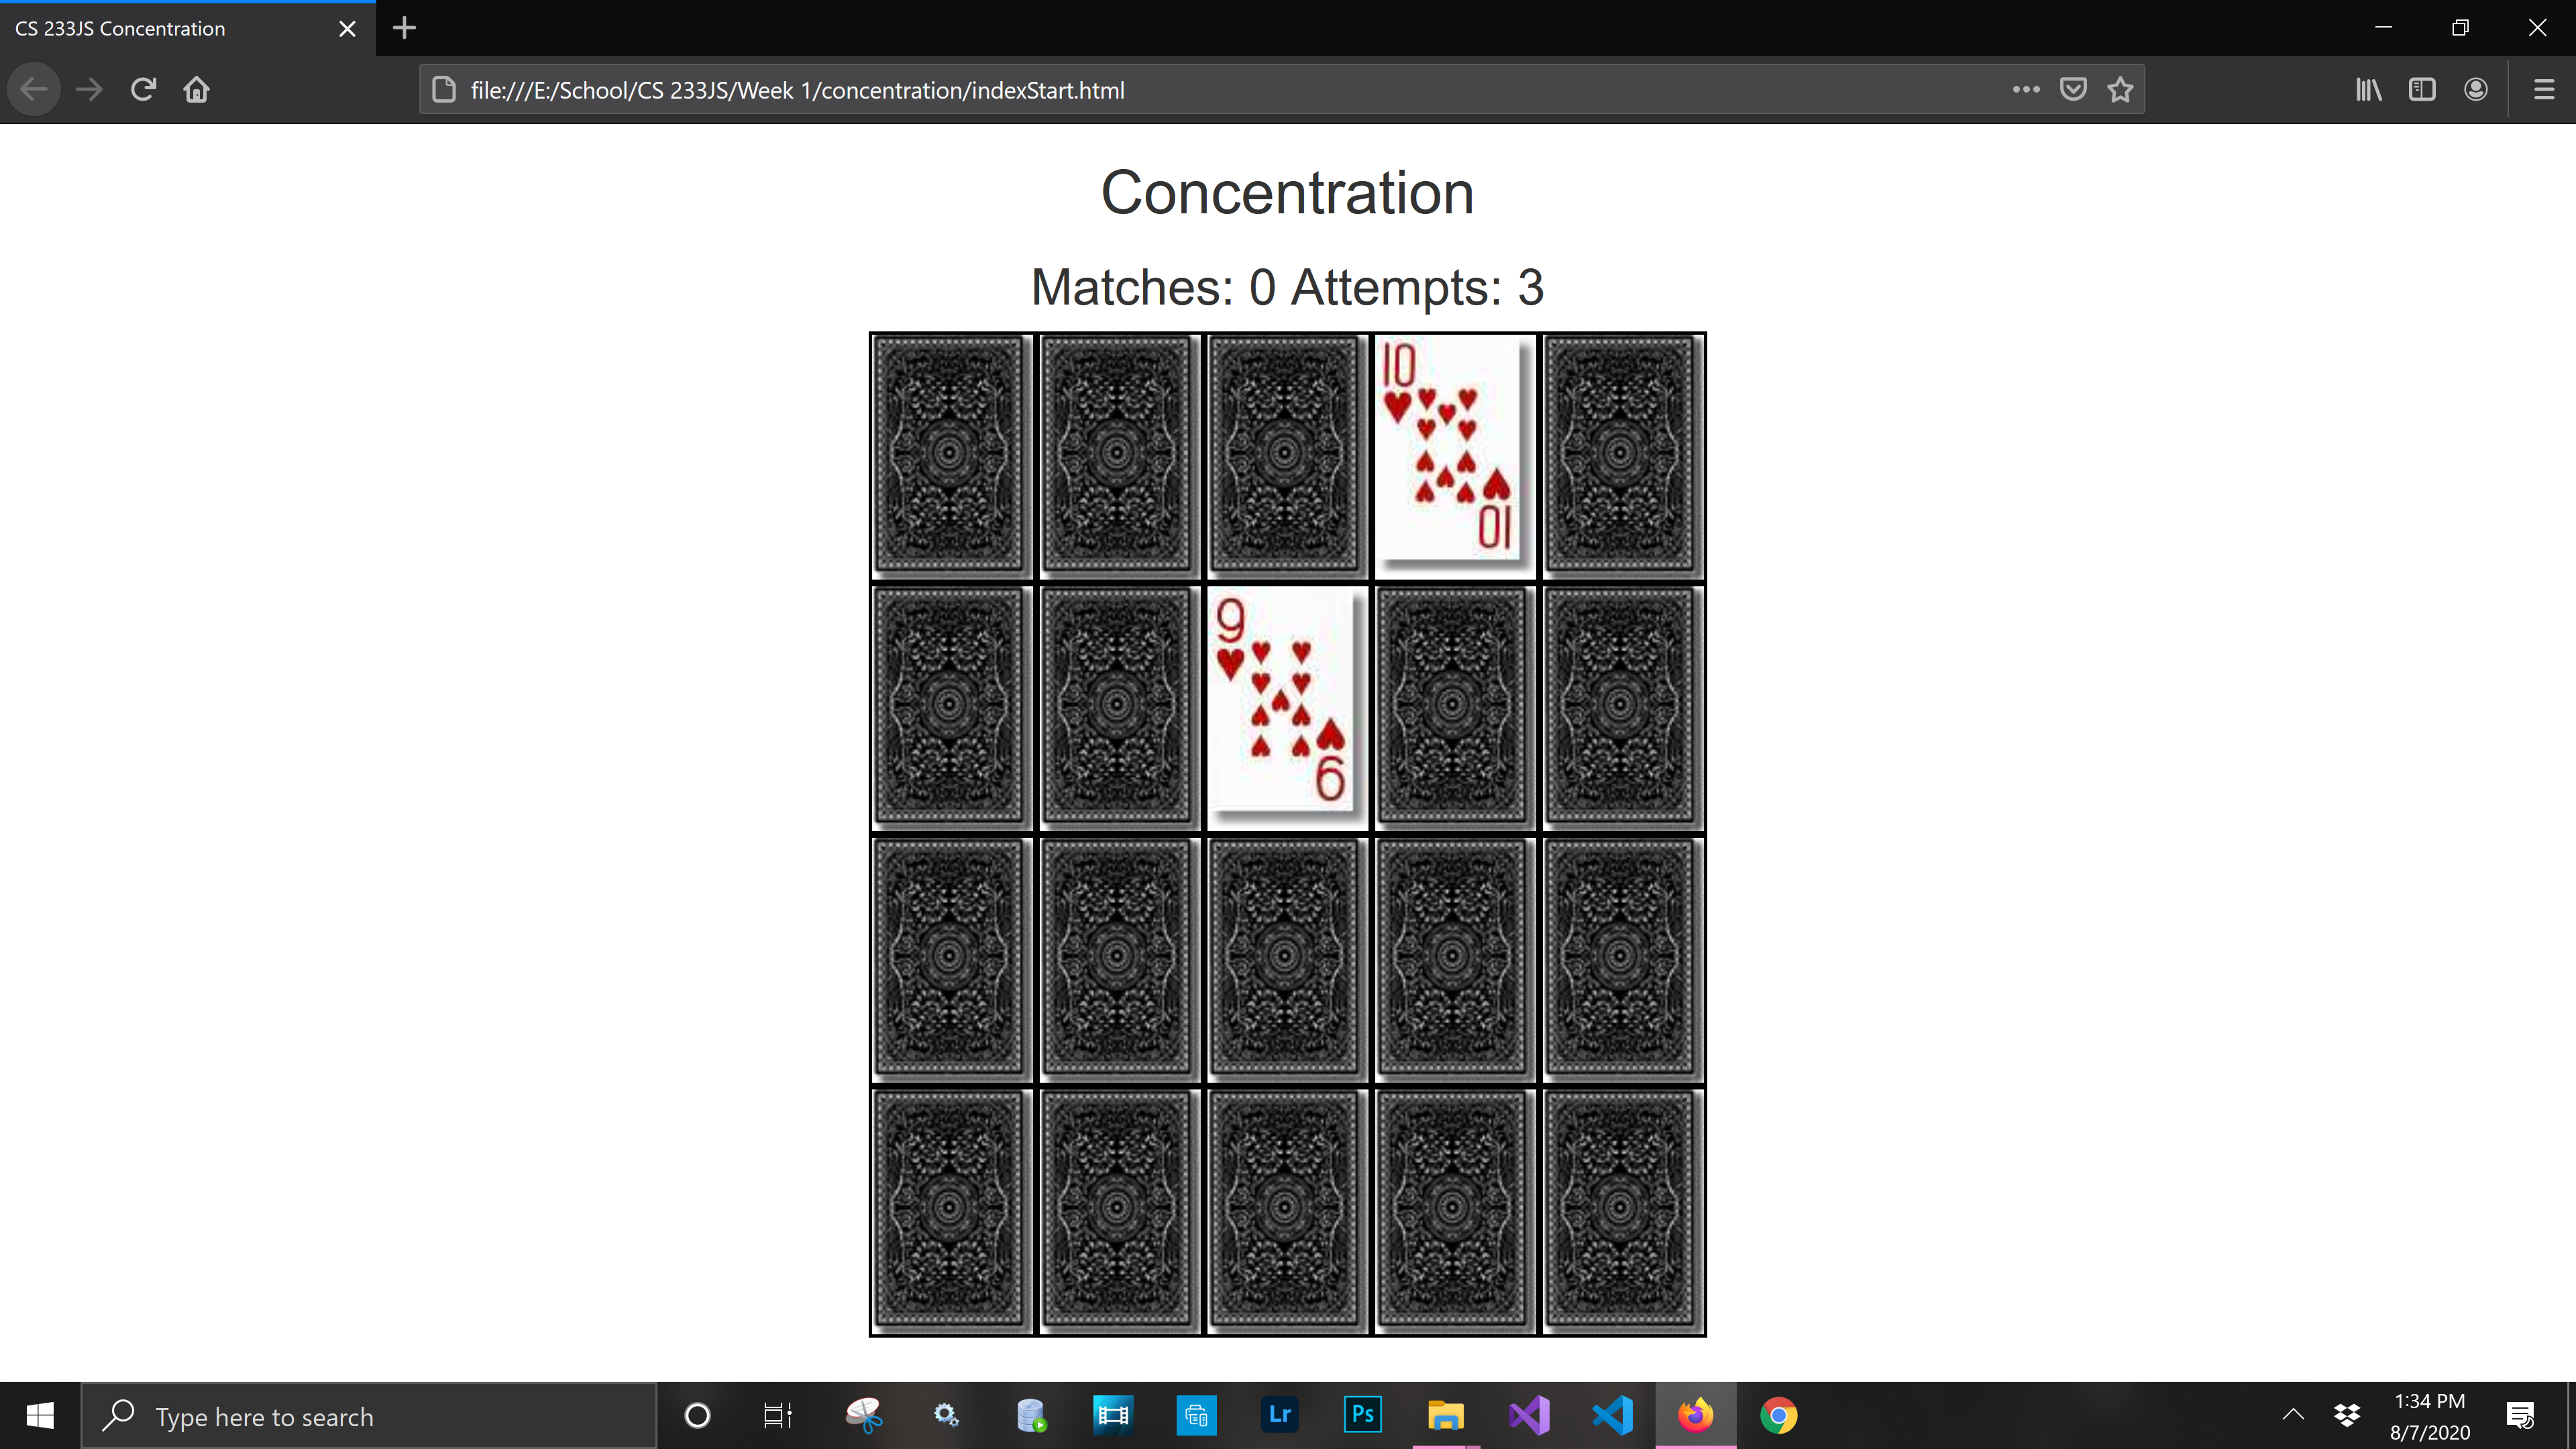 CS 233JS Concentration
file:///E:/School/CS 233JS/Week 1/concentration/indexStart.html
Concentration
Matches: 0 Attempts: 3
10
10
9
9
Type here to search
Lr
Ps
1:34 PM
8/7/2020